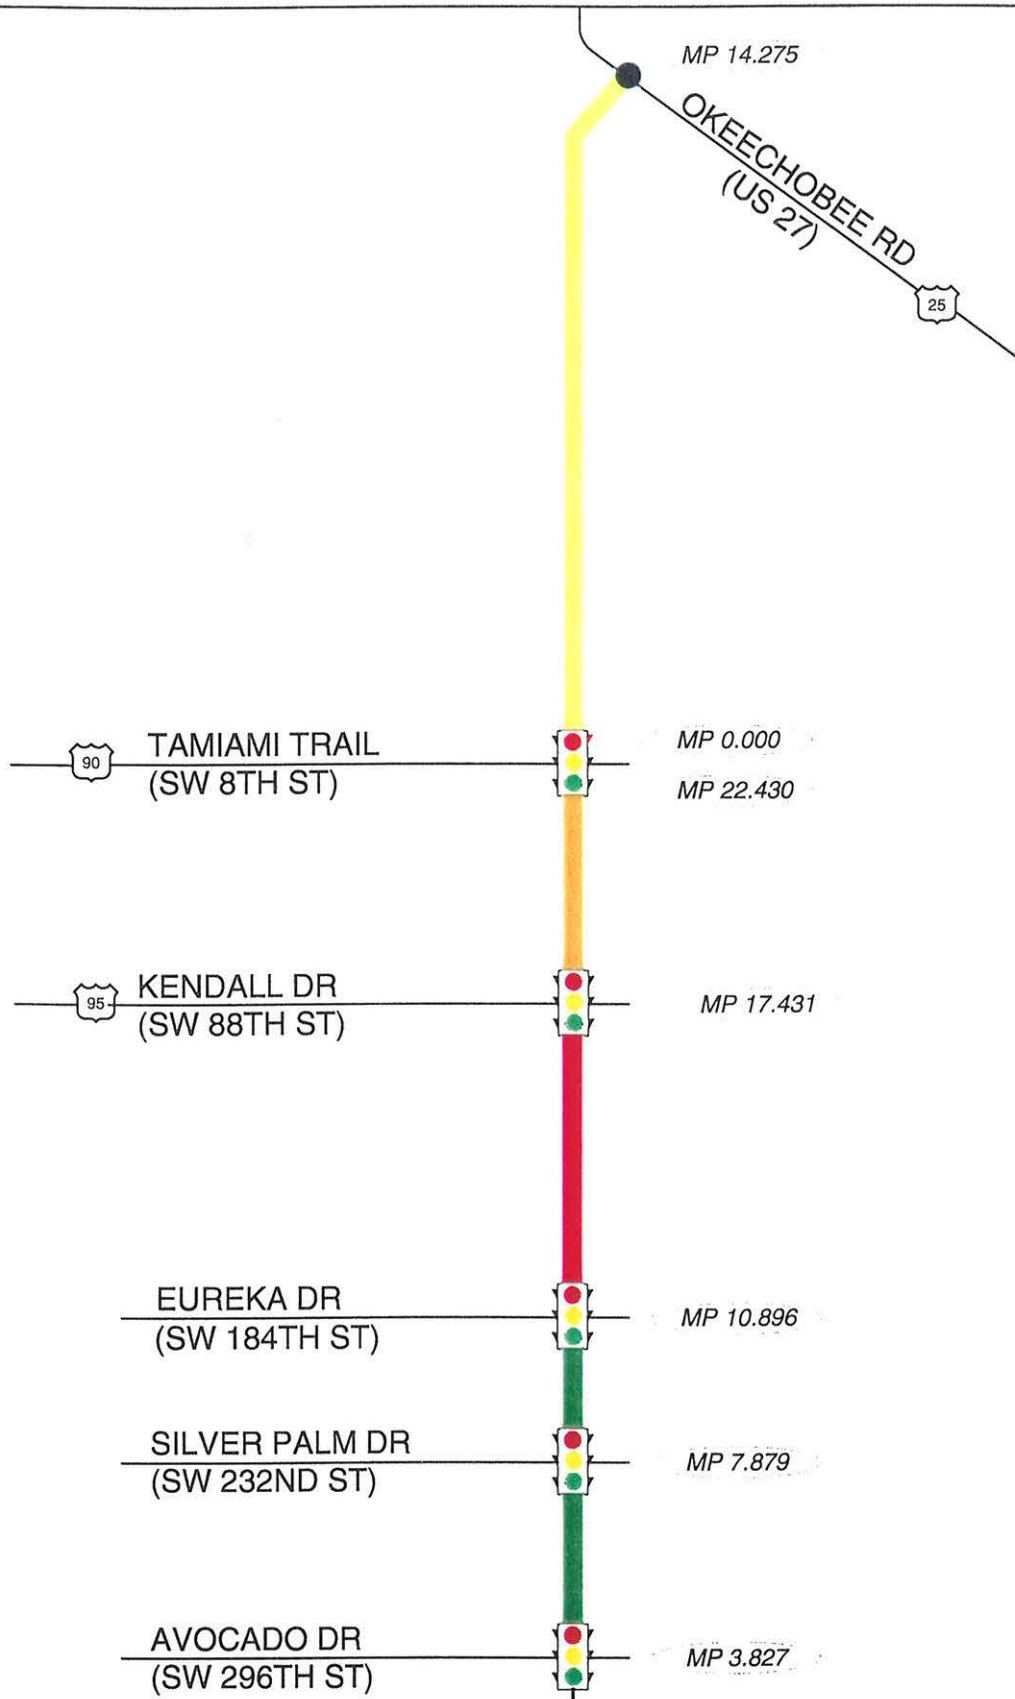 MP 14.275
OKEECHOBEE RD
(US 27)
25
TAMIAMI TRAIL
90
(SW 8TH ST)
MP 0.000
MP 22.430
KENDALL DR
95
(SW 88TH ST)
MP 17.431
EUREKA DR
(SW 184TH ST)
MP 10.896
SILVER PALM DR
(SW 232ND ST)
MP 7.879
AVOCADO DR
(SW 296TH ST)
MP 3.827